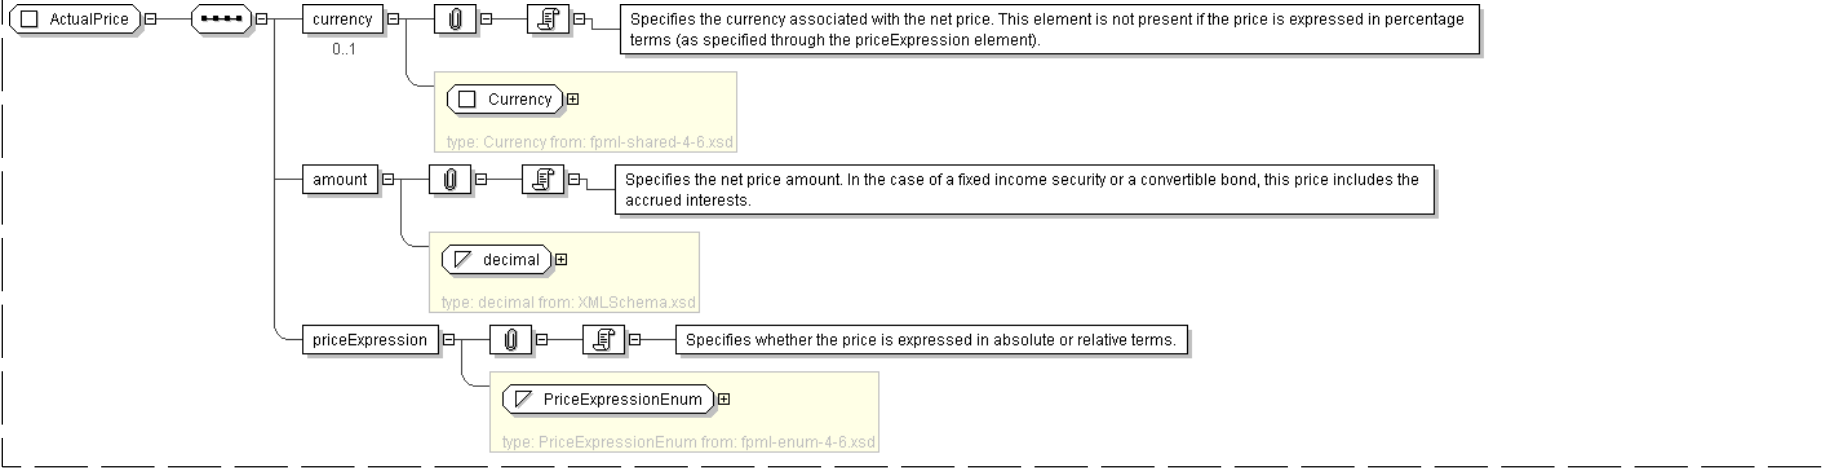 ActualPrice
currency
0..1
Specifies the currency associated with the net price. This element is not present if the price is expressed in percentage
terms (as specified through the priceExpression element).
Currency
type: Currency from: fpml-shared-4-6.xsd
amount
Specifies the net price amount. In the case of a fixed income security or a convertible bond, this price includes the
accrued interests.
decimal
type: decimal from: XMLSchema.xsd
priceExpression
Specifies whether the price is expressed in absolute or relative terms.
PriceExpressionEnum
type: PriceExpressionEnum from: fpml-enum-4-6.xsd